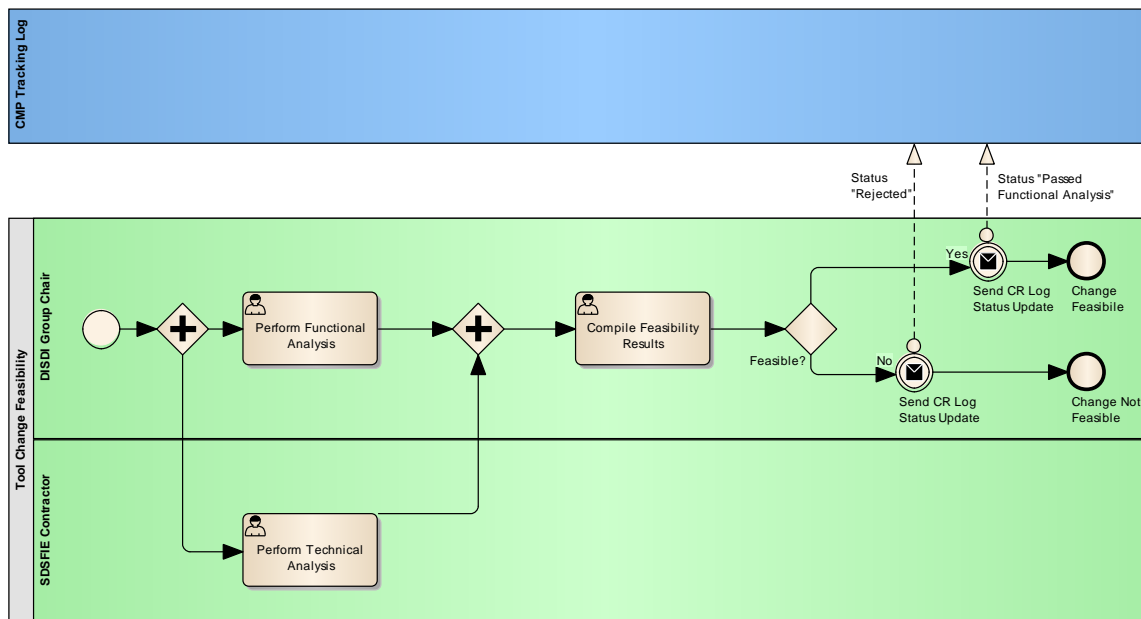 CMP Tracking Log
Status
"Rejected"
Status "Passed
Functional Analysis"
Tool Change Feasibility
DISDI Group Chair
Perform Functional
Analysis
Compile Feasibility
Results
Feasible?
Yes
Send CR Log
Status Update
Change
Feasibile
No
Send CR Log
Status Update
Change Not
Feasible
SDSFIE Contractor
Perform Technical
Analysis